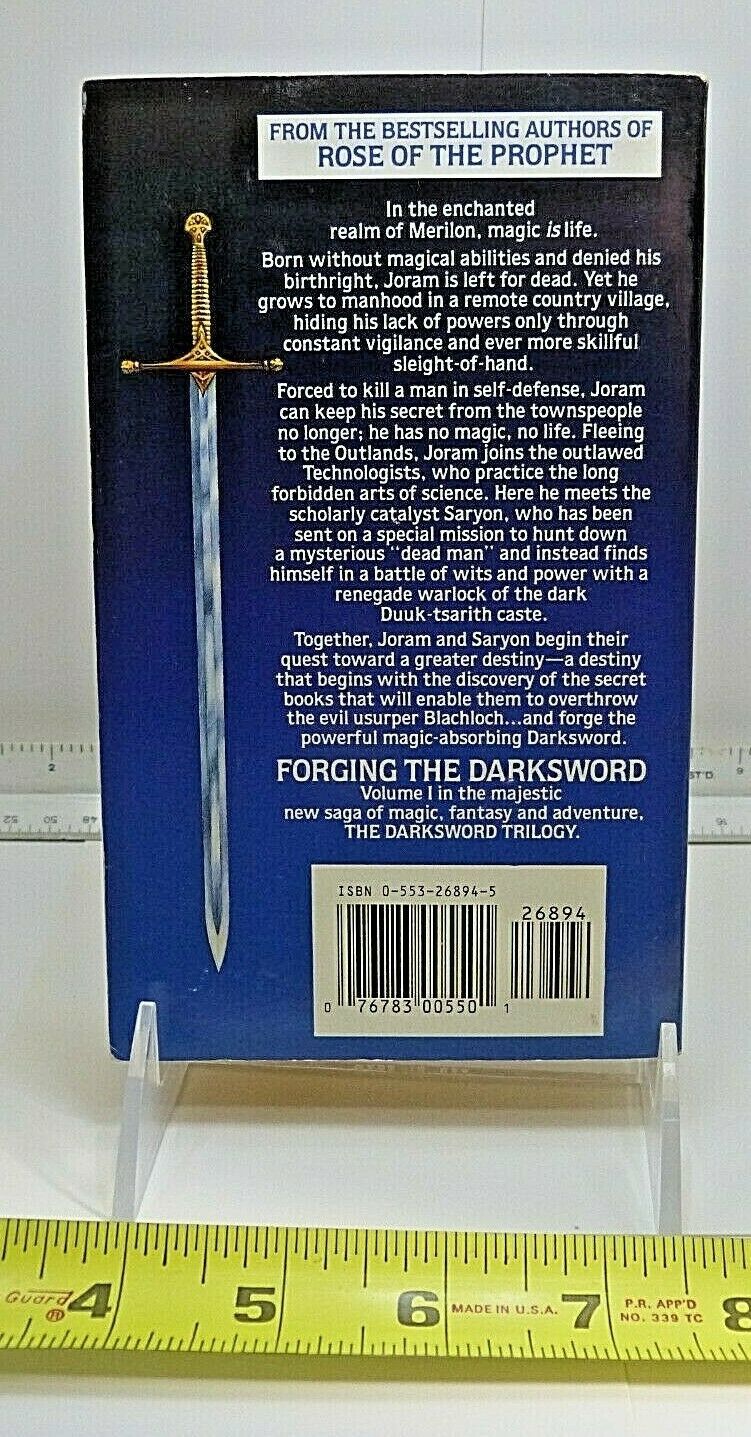 FROM THE BESTSELLING AUTHORS OF
ROSE OF THE PROPHET
In the enchanted
realm of Merilon, magic is life.
Born without magical abilities and denied his
birthright, Joram is left for dead. Yet he
grows to manhood in a remote country village,
hiding his lack of powers only through
constant vigilance and ever more skillful
sleight-of-hand.
Forced to kill a man in self-defense, Joram
can keep his secret from the townspeople
no longer; he has no magic, no life. Fleeing
to the Outlands, Joram joins the outlawed
Technologists, who practice the long
forbidden arts of science. Here he meets the
scholarly catalyst Saryon, who has been
sent on a special mission to hunt down
a mysterious "dead man" and instead finds
himself in a battle of wits and power with a
renegade warlock of the dark
Duuk-tsarith caste.
Together, Joram and Saryon begin their
quest toward a greater destiny—a destiny
that begins with the discovery of the secret
books that will enable them to overthrow
the evil usurper Blachloch...and forge the
powerful magic-absorbing Darksword.
FORGING THE DARKSWORD
Volume I in the majestic
new saga of magic, fantasy and adventure,
THE DARKSWORD TRILOGY.
ISBN 0-553-26894-5
26894
0 76783 00550 1
2
52 50 48
ST'D
16
Guard ® 4 5 6 MADE IN U.S.A. 7 P.R. APP'D 8
NO. 339 TC